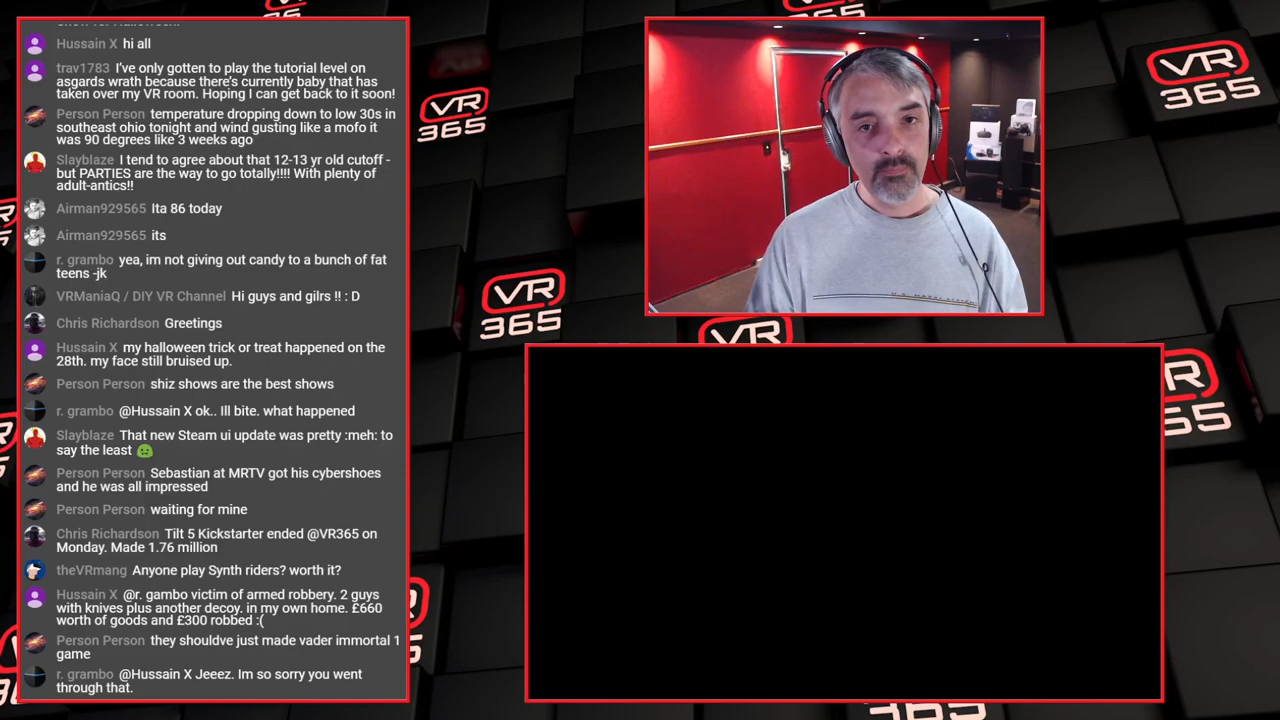 Hussain X hi all
trav1783 I've only gotten to play the tutorial level on
asgards wrath because there's currently baby that has
taken over my VR room. Hoping I can get back to it soon!
Person Person temperature dropping down to low 30s in
southeast ohio tonight and wind gusting like a mofo it
was 90 degrees like 3 weeks ago
Slayblaze I tend to agree about that 12-13 yr old cutoff -
but PARTIES are the way to go totally!!!! With plenty of
adult-antics!!
Airman929565 Ita 86 today
Airman929565 its
r. grambo yea, im not giving out candy to a bunch of fat
teens -jk
VRManiaQ / DIY VR Channel Hi guys and gilrs !! : D
Chris Richardson Greetings
Hussain X my halloween trick or treat happened on the
28th. my face still bruised up.
Person Person shiz shows are the best shows
r. grambo @Hussain X ok.. Ill bite. what happened
Slayblaze That new Steam ui update was pretty :meh: to
say the least
Person Person Sebastian at MRTV got his cybershoes
and he was all impressed
Person Person waiting for mine
Chris Richardson Tilt 5 Kickstarter ended @VR365 on
Monday. Made 1.76 million
theVRmang Anyone play Synth riders? worth it?
Hussain X @r. gambo victim of armed robbery. 2 guys
with knives plus another decoy. in my own home. £660
worth of goods and £300 robbed :(
Person Person they shouldve just made vader immortal 1
game
r. grambo @Hussain X Jeeez. Im so sorry you went
through that.
VR
365
VR
365
VR
365
VR
365
VR
365